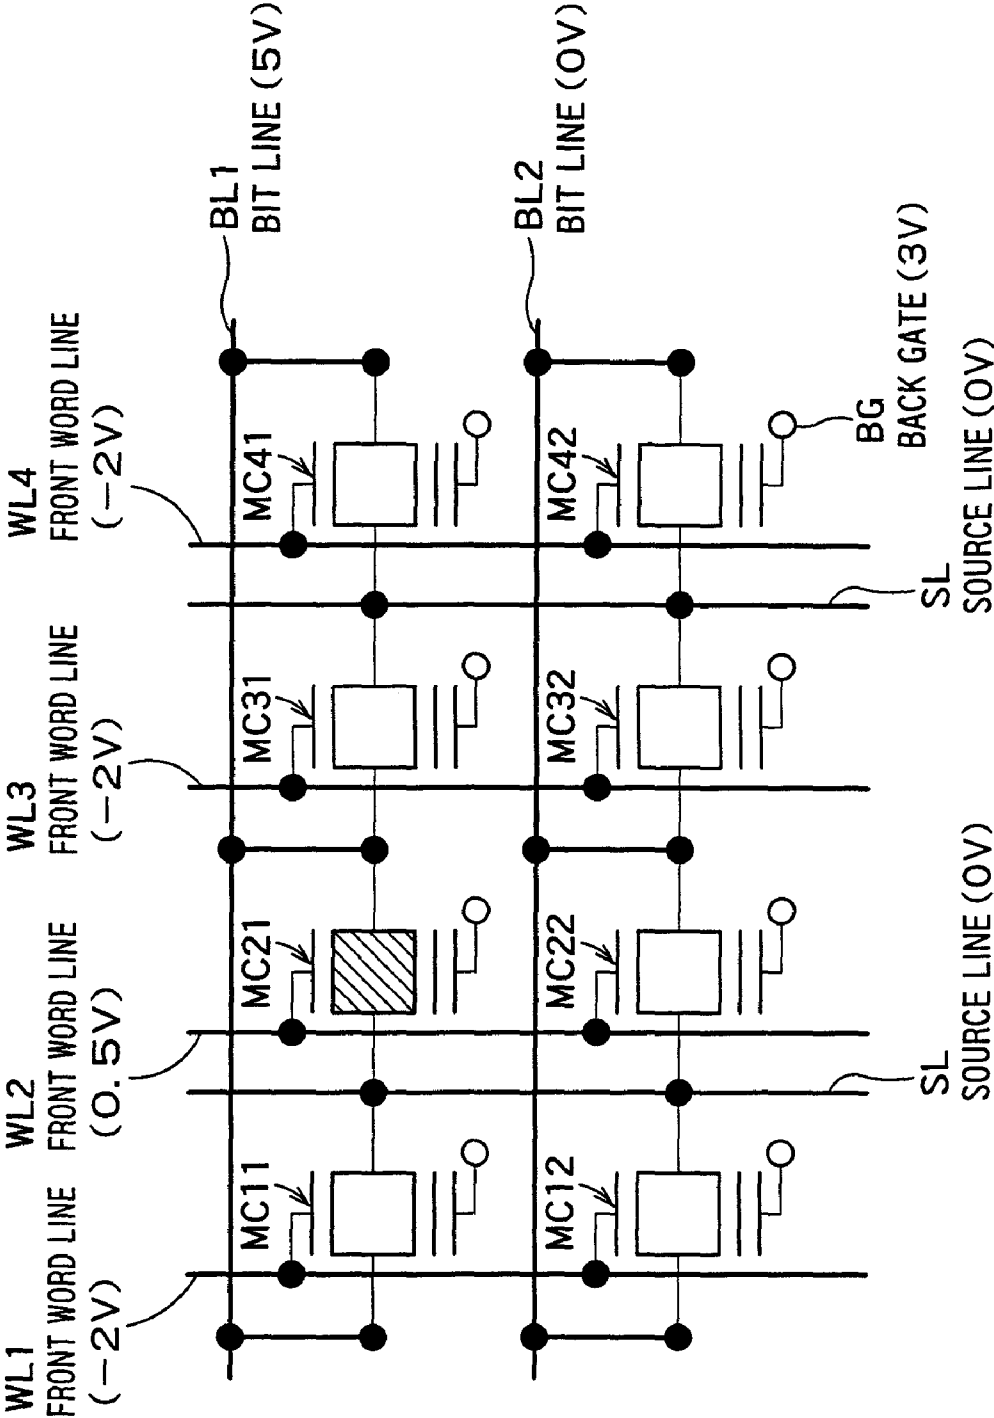 WL1
FRONT WORD LINE
(−2V)
WL2
FRONT WORD LINE
(0.5V)
WL3
FRONT WORD LINE
(−2V)
WL4
FRONT WORD LINE
(−2V)
MC11
MC21
MC31
MC41
BL1
BIT LINE (5V)
MC12
MC22
MC32
MC42
BL2
BIT LINE (0V)
BG
BACK GATE (3V)
SL
SOURCE LINE (0V)
SL
SOURCE LINE (0V)